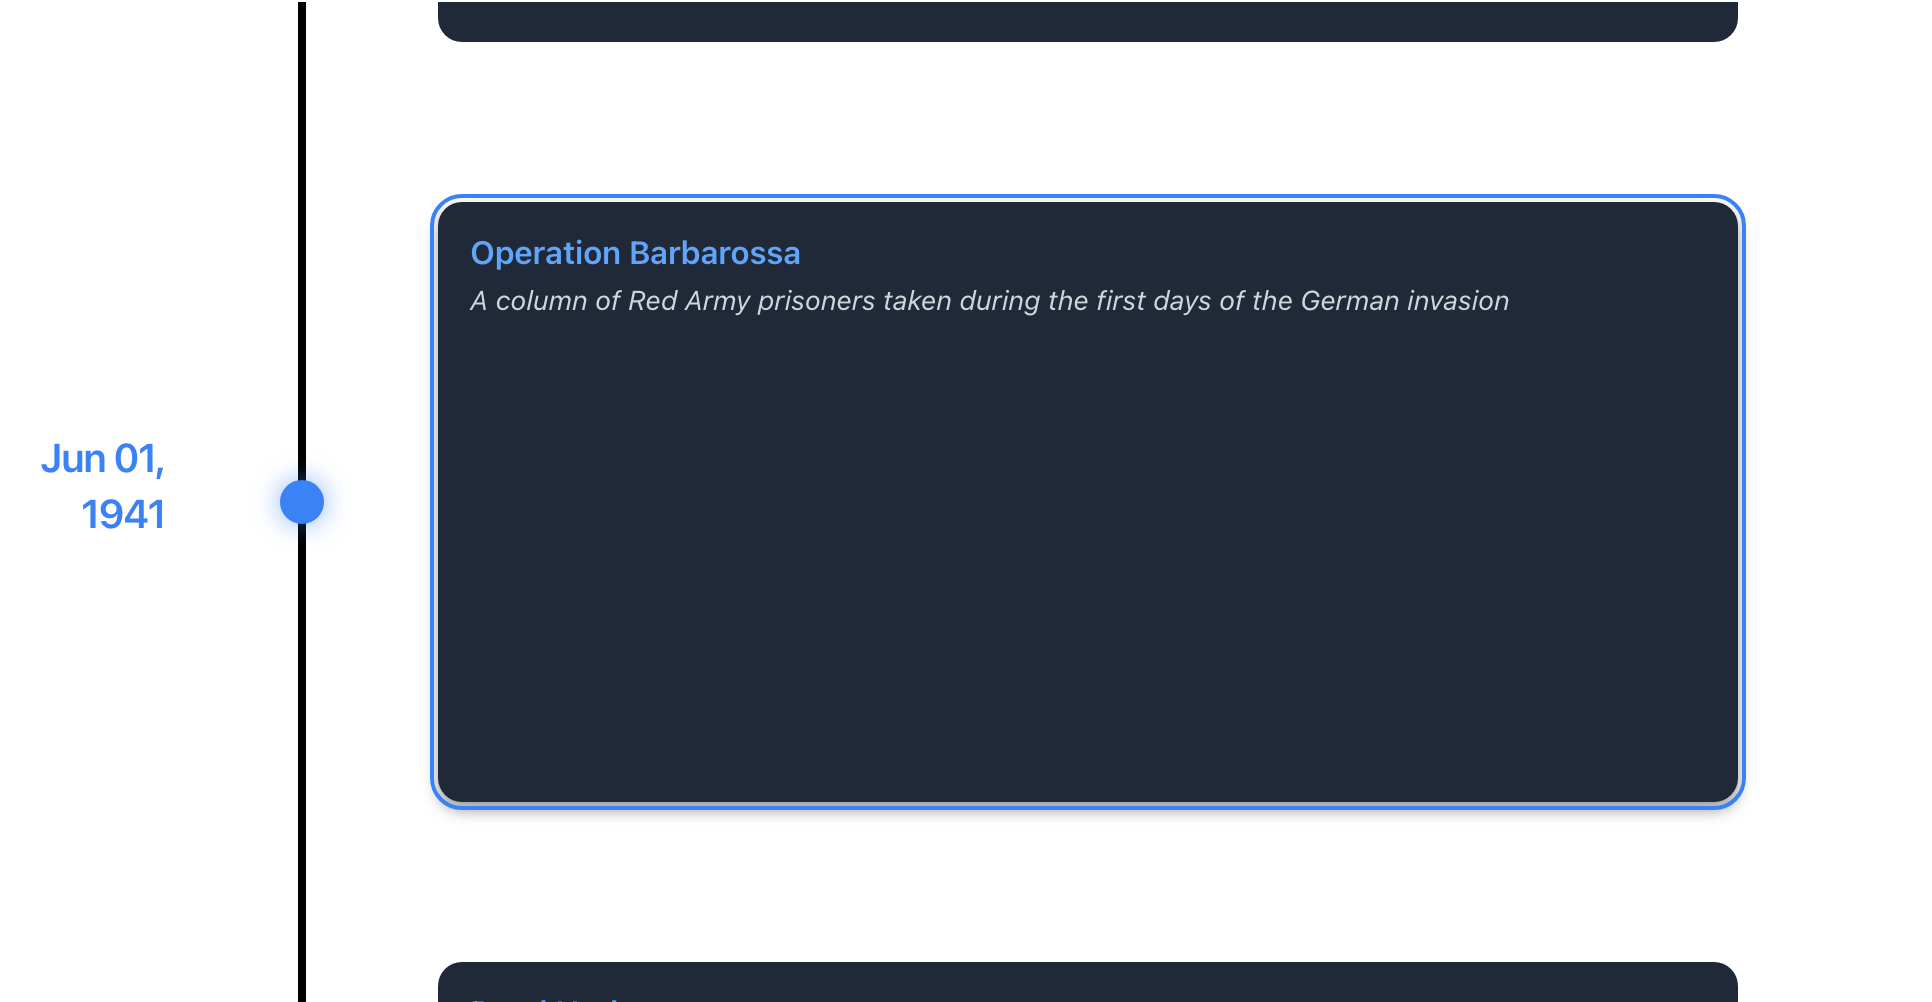 Operation Barbarossa
A column of Red Army prisoners taken during the first days of the German invasion
Jun 01,
1941